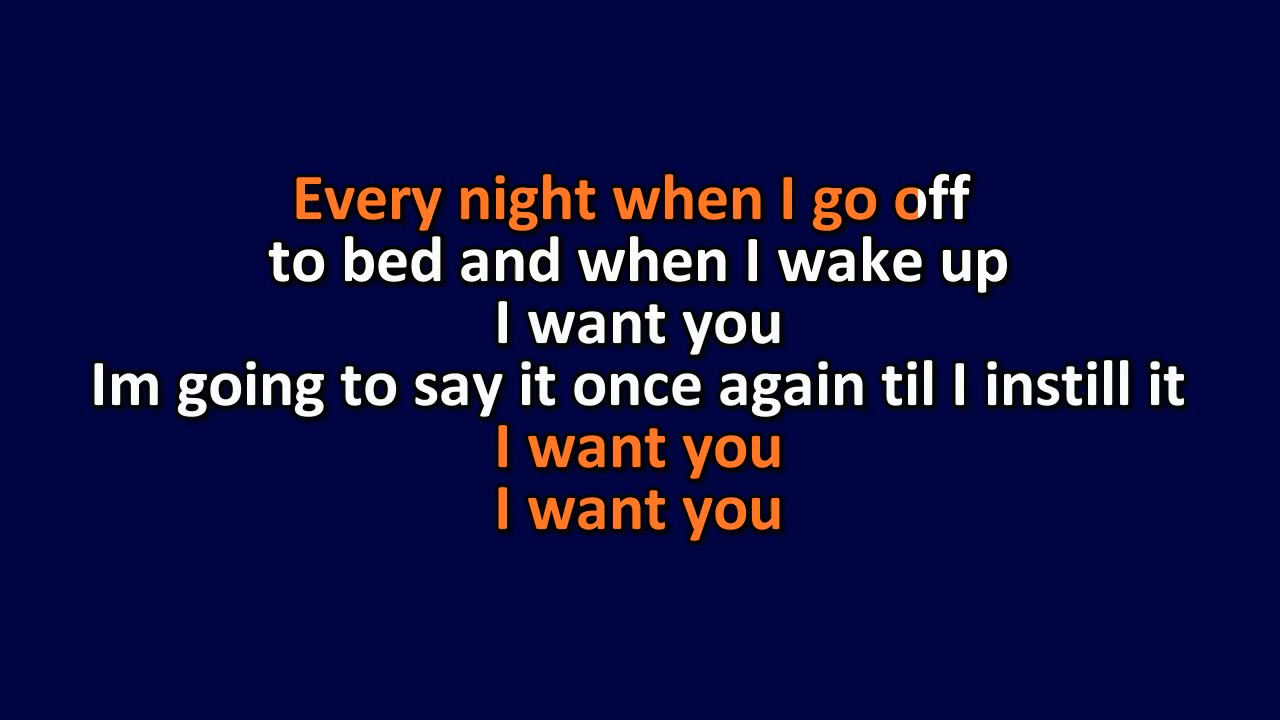 Every night when I go off
to bed and when I wake up
I want you
Im going to say it once again til I instill it
I want you
I want you